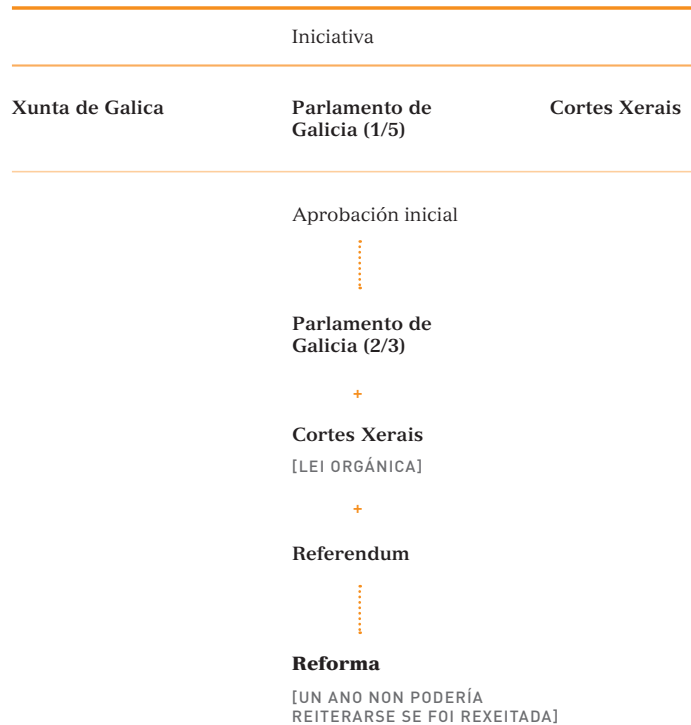 Iniciativa
Xunta de Galica
Parlamento de
Galicia (1/5)
Cortes Xerais
Aprobación inicial
Parlamento de
Galicia (2/3)
+
Cortes Xerais
[LEI ORGÁNICA]
+
Referendum
Reforma
[UN ANO NON PODERÍA
REITERARSE SE FOI REXEITADA]